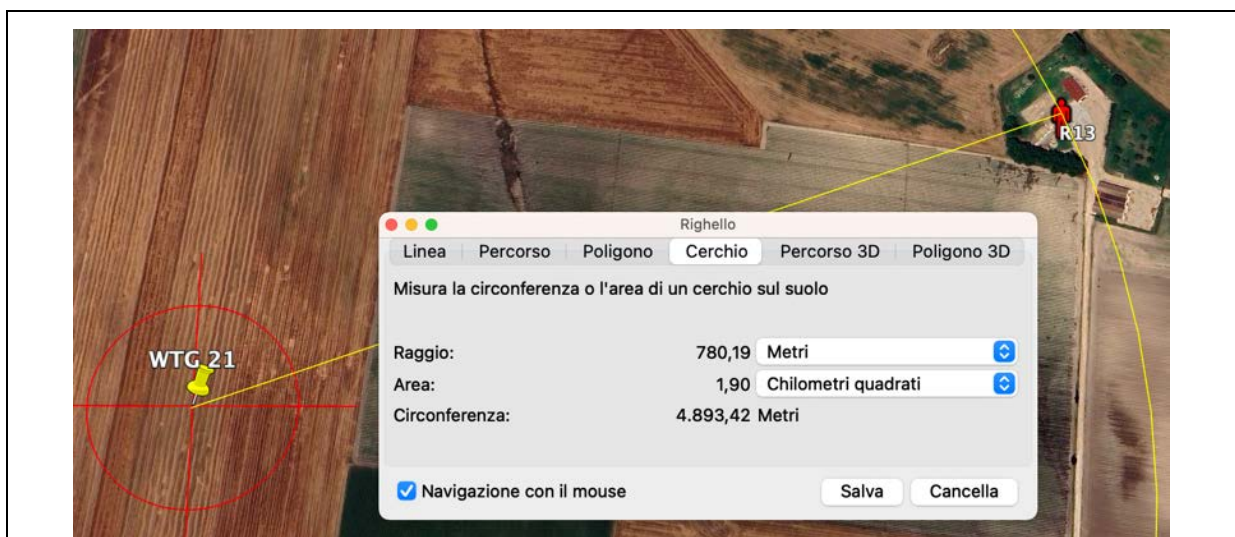 R13
Righello
Linea Percorso Poligono Cerchio Percorso 3D Poligono 3D
Misura la circonferenza o l'area di un cerchio sul suolo
WTG 21
Raggio: 780,19 Metri
Area: 1,90 Chilometri quadrati
Circonferenza: 4.893,42 Metri
Navigazione con il mouse Salva Cancella